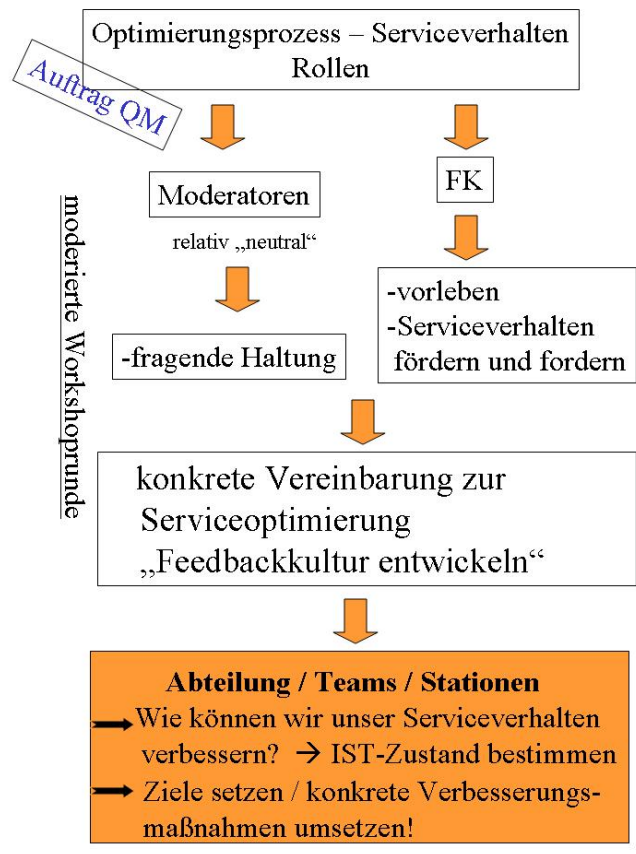 Optimierungsprozess – Serviceverhalten
Rollen
Auftrag QM
Moderatoren
relativ „neutral“
-fragende Haltung
FK
-vorleben
-Serviceverhalten
fördern und fordern
moderierte Workshoprunde
konkrete Vereinbarung zur
Serviceoptimierung
„Feedbackkultur entwickeln“
Abteilung / Teams / Stationen
Wie können wir unser Serviceverhalten
verbessern? → IST-Zustand bestimmen
Ziele setzen / konkrete Verbesserungs-
maßnahmen umsetzen!